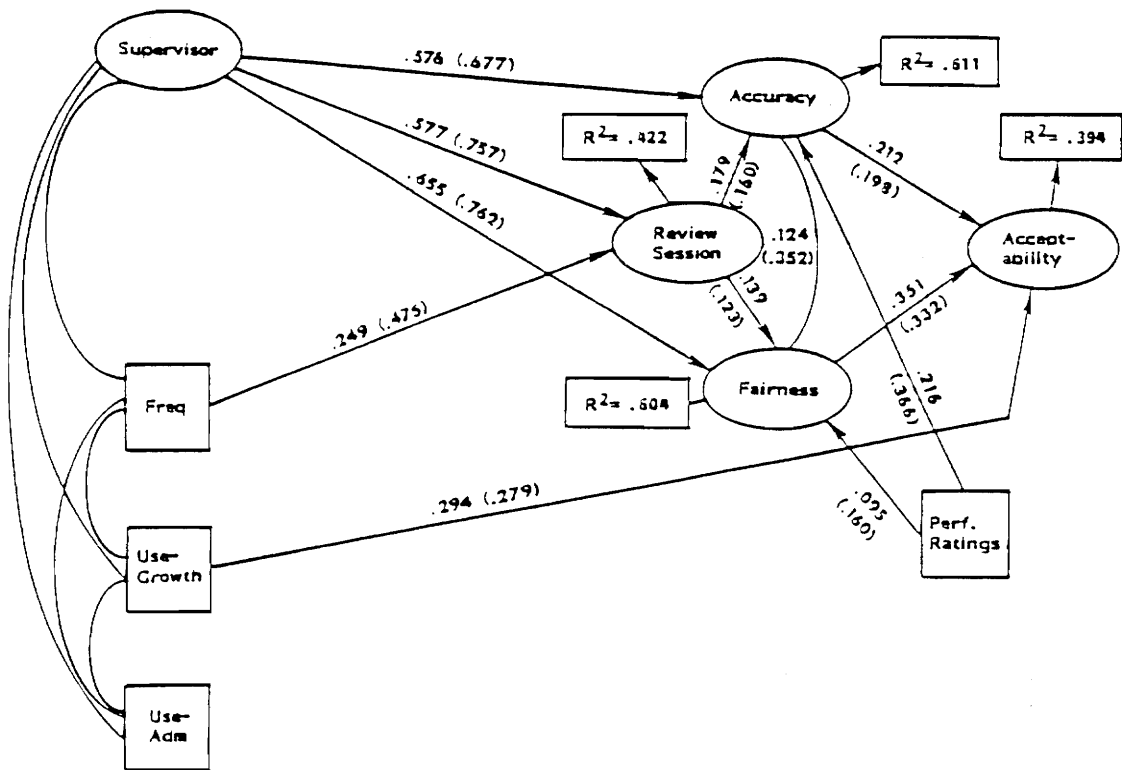 Supervisor
.576 (.677)
Accuracy
R²= .611
.577 (.757)
R²= .422
.179
(.160)
.212
(.198)
R²= .394
.655 (.762)
Review
Session
.124
(.352)
Accept-
ability
.139
(.123)
.351
(.332)
.249 (.475)
Freq
R²= .604
Fairness
.216
(.366)
.294 (.279)
.095
(.160)
Perf.
Ratings
Use-
Growth
Use-
Adm